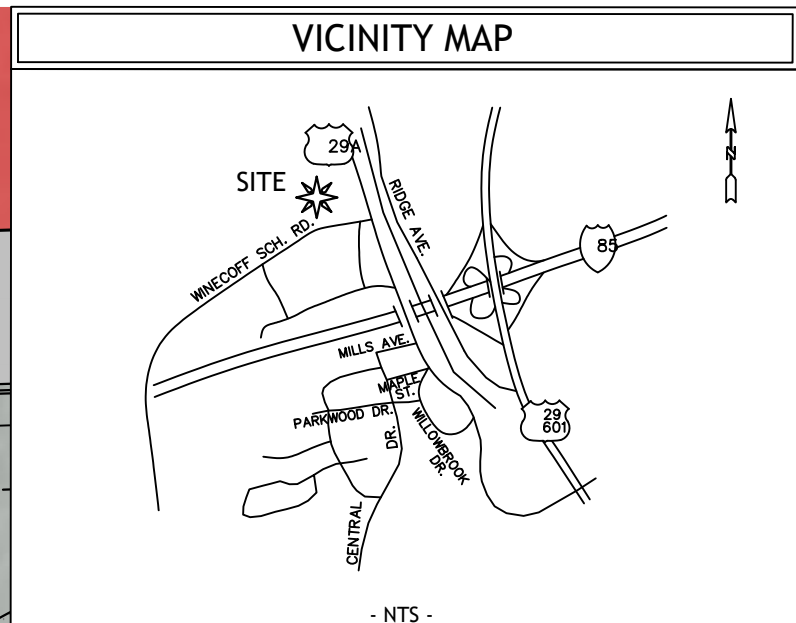 VICINITY MAP
29A
SITE
N
RIDGE AVE.
WINECOFF SCH. RD.
85
MILLS AVE.
MAPLE
ST.
PARKWOOD DR.
DR.
WILLOWBROOK
DR.
29
601
CENTRAL
- NTS -